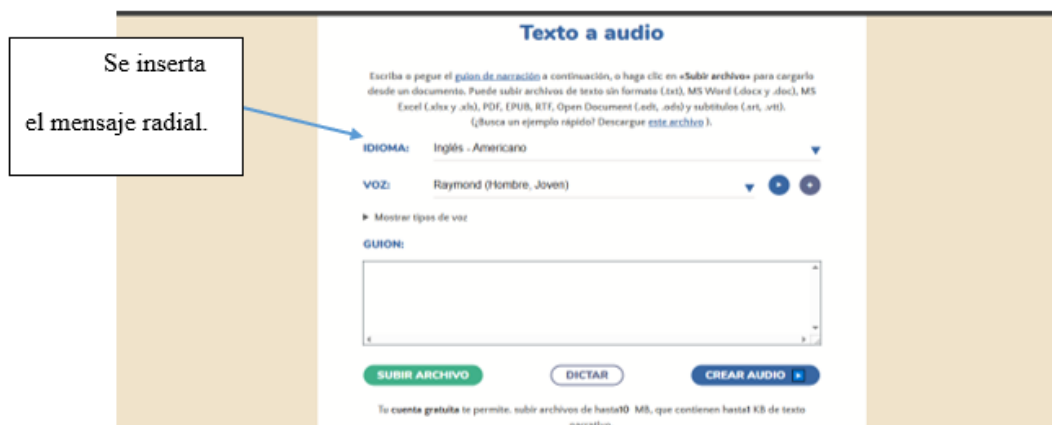 Texto a audio
Se inserta
el mensaje radial.
Escriba o pegue el guion de narración a continuación, o haga clic en «Subir archivo» para cargarlo
desde un documento. Puede subir archivos de texto sin formato (.txt), MS Word (.docx y .doc), MS
Excel (.xlsx y .xls), PDF, EPUB, RTF, Open Document (.odt, .ods) y subtítulos (.srt, .vtt).
(¿Busca un ejemplo rápido? Descargue este archivo ).
IDIOMA: Inglés - Americano
VOZ: Raymond (Hombre, Joven)
Mostrar tipos de voz
GUION:
SUBIR ARCHIVO DICTAR CREAR AUDIO
Tu cuenta gratuita te permite. subir archivos de hasta10 MB, que contienen hasta1 KB de texto
narrativo